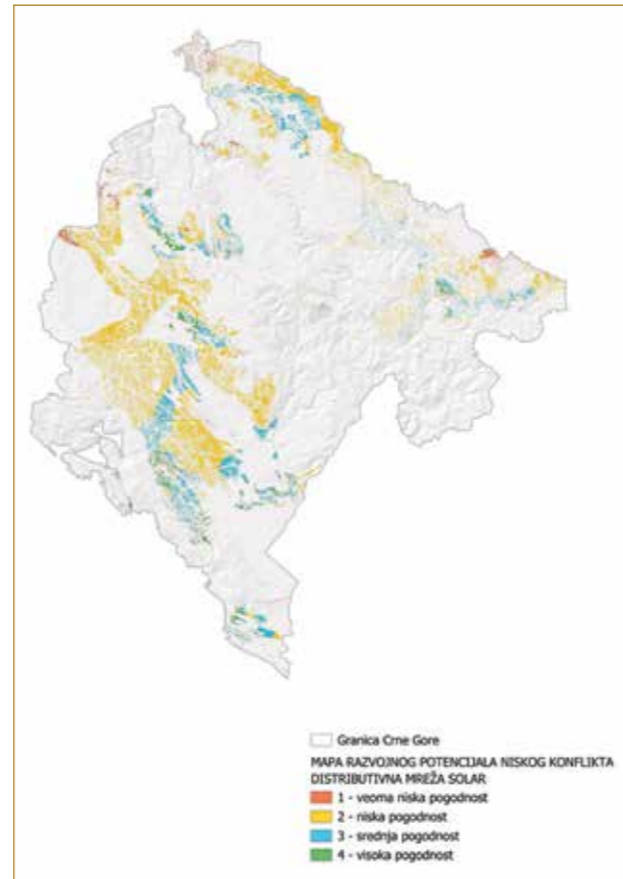 Granica Crne Gore
MAPA RAZVOJNOG POTENCIJALA NISKOG KONFLIKTA
DISTRIBUTIVNA MREŽA SOLAR
1 - veoma niska pogodnost
2 - niska pogodnost
3 - srednja pogodnost
4 - visoka pogodnost